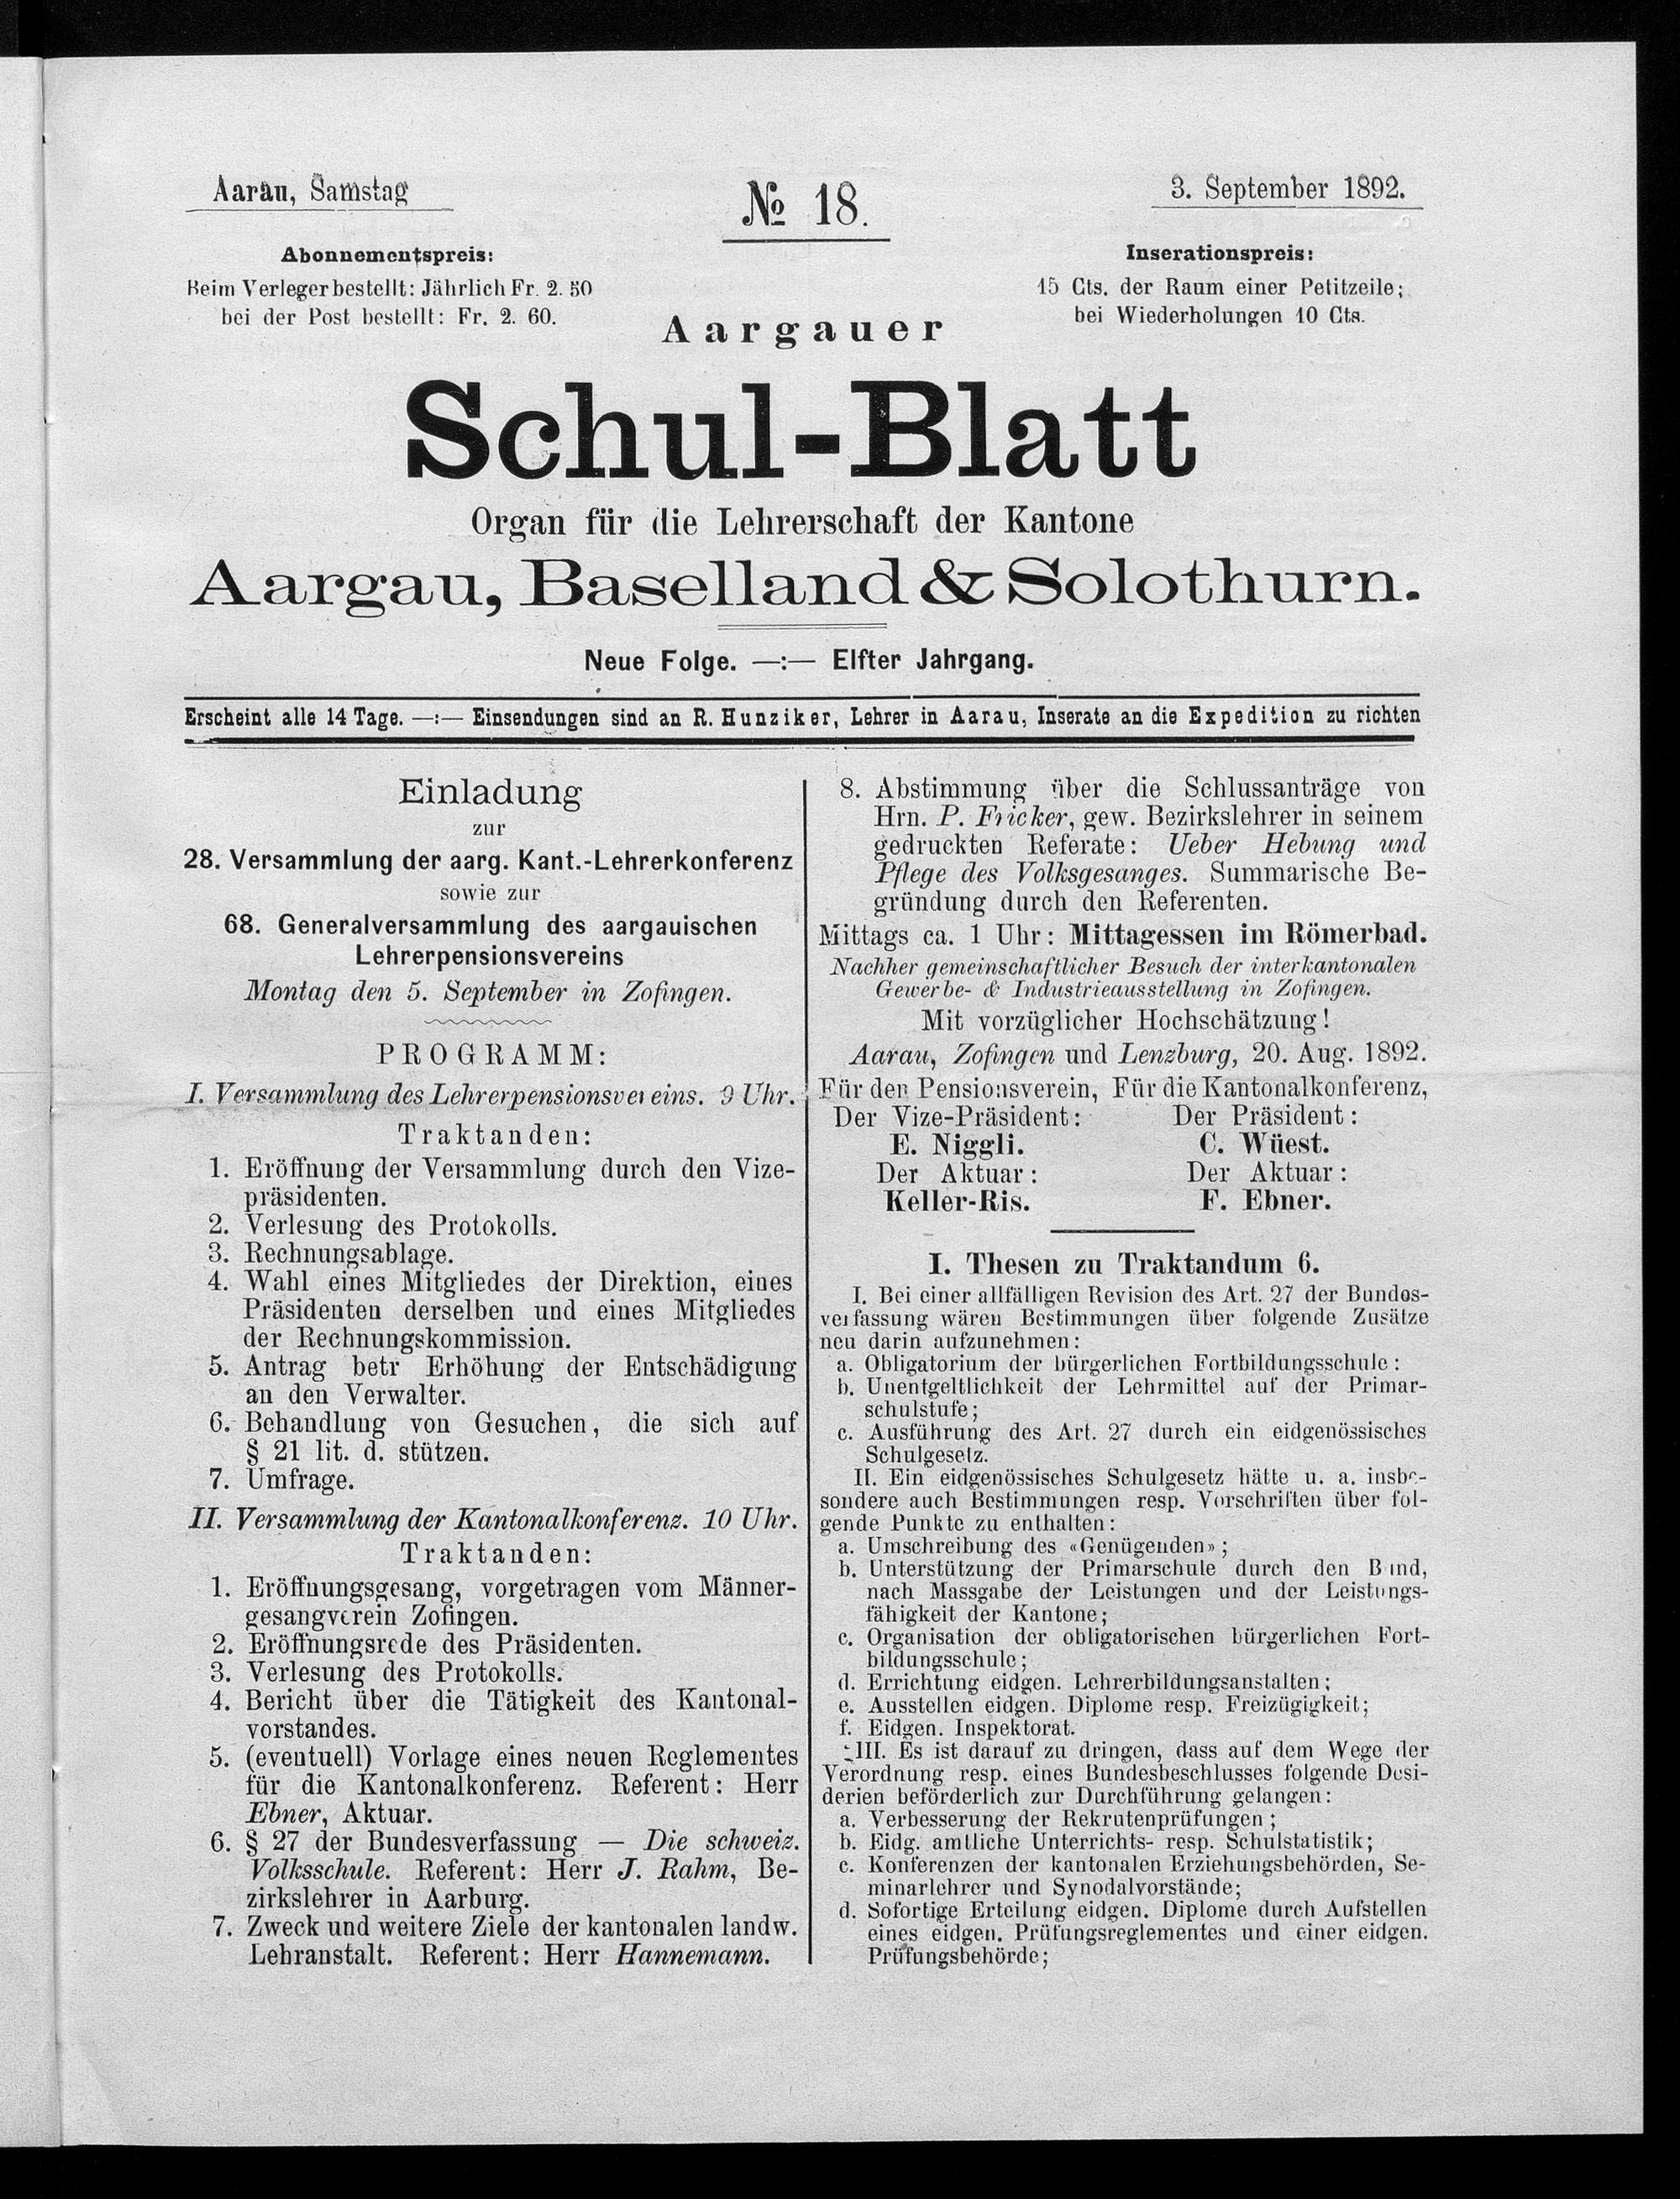 Aarau, Samstag
№ 18.
3. September 1892.
Abonnementspreis:
Beim Verleger bestellt: Jährlich Fr. 2. 50
bei der Post bestellt: Fr. 2. 60.
Inserationspreis:
15 Cts. der Raum einer Petitzeile;
bei Wiederholungen 10 Cts.
Aargauer
Schul-Blatt
Organ für die Lehrerschaft der Kantone
Aargau, Baselland & Solothurn.
Neue Folge. —:— Elfter Jahrgang.
Erscheint alle 14 Tage. —:— Einsendungen sind an R. Hunziker, Lehrer in Aarau, Inserate an die Expedition zu richten
Einladung
zur
28. Versammlung der aarg. Kant.-Lehrerkonferenz
sowie zur
68. Generalversammlung des aargauischen
Lehrerpensionsvereins
Montag den 5. September in Zofingen.
PROGRAMM:
I. Versammlung des Lehrerpensionsvereins. 9 Uhr.
Traktanden:
1. Eröffnung der Versammlung durch den Vize-
präsidenten.
2. Verlesung des Protokolls.
3. Rechnungsablage.
4. Wahl eines Mitgliedes der Direktion, eines
Präsidenten derselben und eines Mitgliedes
der Rechnungskommission.
5. Antrag betr Erhöhung der Entschädigung
an den Verwalter.
6. Behandlung von Gesuchen, die sich auf
§ 21 lit. d. stützen.
7. Umfrage.
II. Versammlung der Kantonalkonferenz. 10 Uhr.
Traktanden:
1. Eröffnungsgesang, vorgetragen vom Männer-
gesangverein Zofingen.
2. Eröffnungsrede des Präsidenten.
3. Verlesung des Protokolls.
4. Bericht über die Tätigkeit des Kantonal-
vorstandes.
5. (eventuell) Vorlage eines neuen Reglementes
für die Kantonalkonferenz. Referent: Herr
Ebner, Aktuar.
6. § 27 der Bundesverfassung — Die schweiz.
Volksschule. Referent: Herr J. Rahm, Be-
zirkslehrer in Aarburg.
7. Zweck und weitere Ziele der kantonalen landw.
Lehranstalt. Referent: Herr Hannemann.
8. Abstimmung über die Schlussanträge von
Hrn. P. Fricker, gew. Bezirkslehrer in seinem
gedruckten Referate: Ueber Hebung und
Pflege des Volksgesanges. Summarische Be-
gründung durch den Referenten.
Mittags ca. 1 Uhr: Mittagessen im Römerbad.
Nachher gemeinschaftlicher Besuch der interkantonalen
Gewerbe- & Industrieausstellung in Zofingen.
Mit vorzüglicher Hochschätzung!
Aarau, Zofingen und Lenzburg, 20. Aug. 1892.
Für den Pensionsverein, Für die Kantonalkonferenz,
Der Vize-Präsident: Der Präsident:
E. Niggli. C. Wüest.
Der Aktuar: Der Aktuar:
Keller-Ris. F. Ebner.
I. Thesen zu Traktandum 6.
I. Bei einer allfälligen Revision des Art. 27 der Bundes-
verfassung wären Bestimmungen über folgende Zusätze
neu darin aufzunehmen:
a. Obligatorium der bürgerlichen Fortbildungsschule:
b. Unentgeltlichkeit der Lehrmittel auf der Primar-
schulstufe;
c. Ausführung des Art. 27 durch ein eidgenössisches
Schulgesetz.
II. Ein eidgenössisches Schulgesetz hätte u. a. insbe-
sondere auch Bestimmungen resp. Vorschriften über fol-
gende Punkte zu enthalten:
a. Umschreibung des «Genügenden»;
b. Unterstützung der Primarschule durch den Bund,
nach Massgabe der Leistungen und der Leistungs-
fähigkeit der Kantone;
c. Organisation der obligatorischen bürgerlichen Fort-
bildungsschule;
d. Errichtung eidgen. Lehrerbildungsanstalten;
e. Ausstellen eidgen. Diplome resp. Freizügigkeit;
f. Eidgen. Inspektorat.
III. Es ist darauf zu dringen, dass auf dem Wege der
Verordnung resp. eines Bundesbeschlusses folgende Desi-
derien beförderlich zur Durchführung gelangen:
a. Verbesserung der Rekrutenprüfungen;
b. Eidg. amtliche Unterrichts- resp. Schulstatistik;
c. Konferenzen der kantonalen Erziehungsbehörden, Se-
minarlehrer und Synodalvorstände;
d. Sofortige Erteilung eidgen. Diplome durch Aufstellen
eines eidgen. Prüfungsreglementes und einer eidgen.
Prüfungsbehörde;